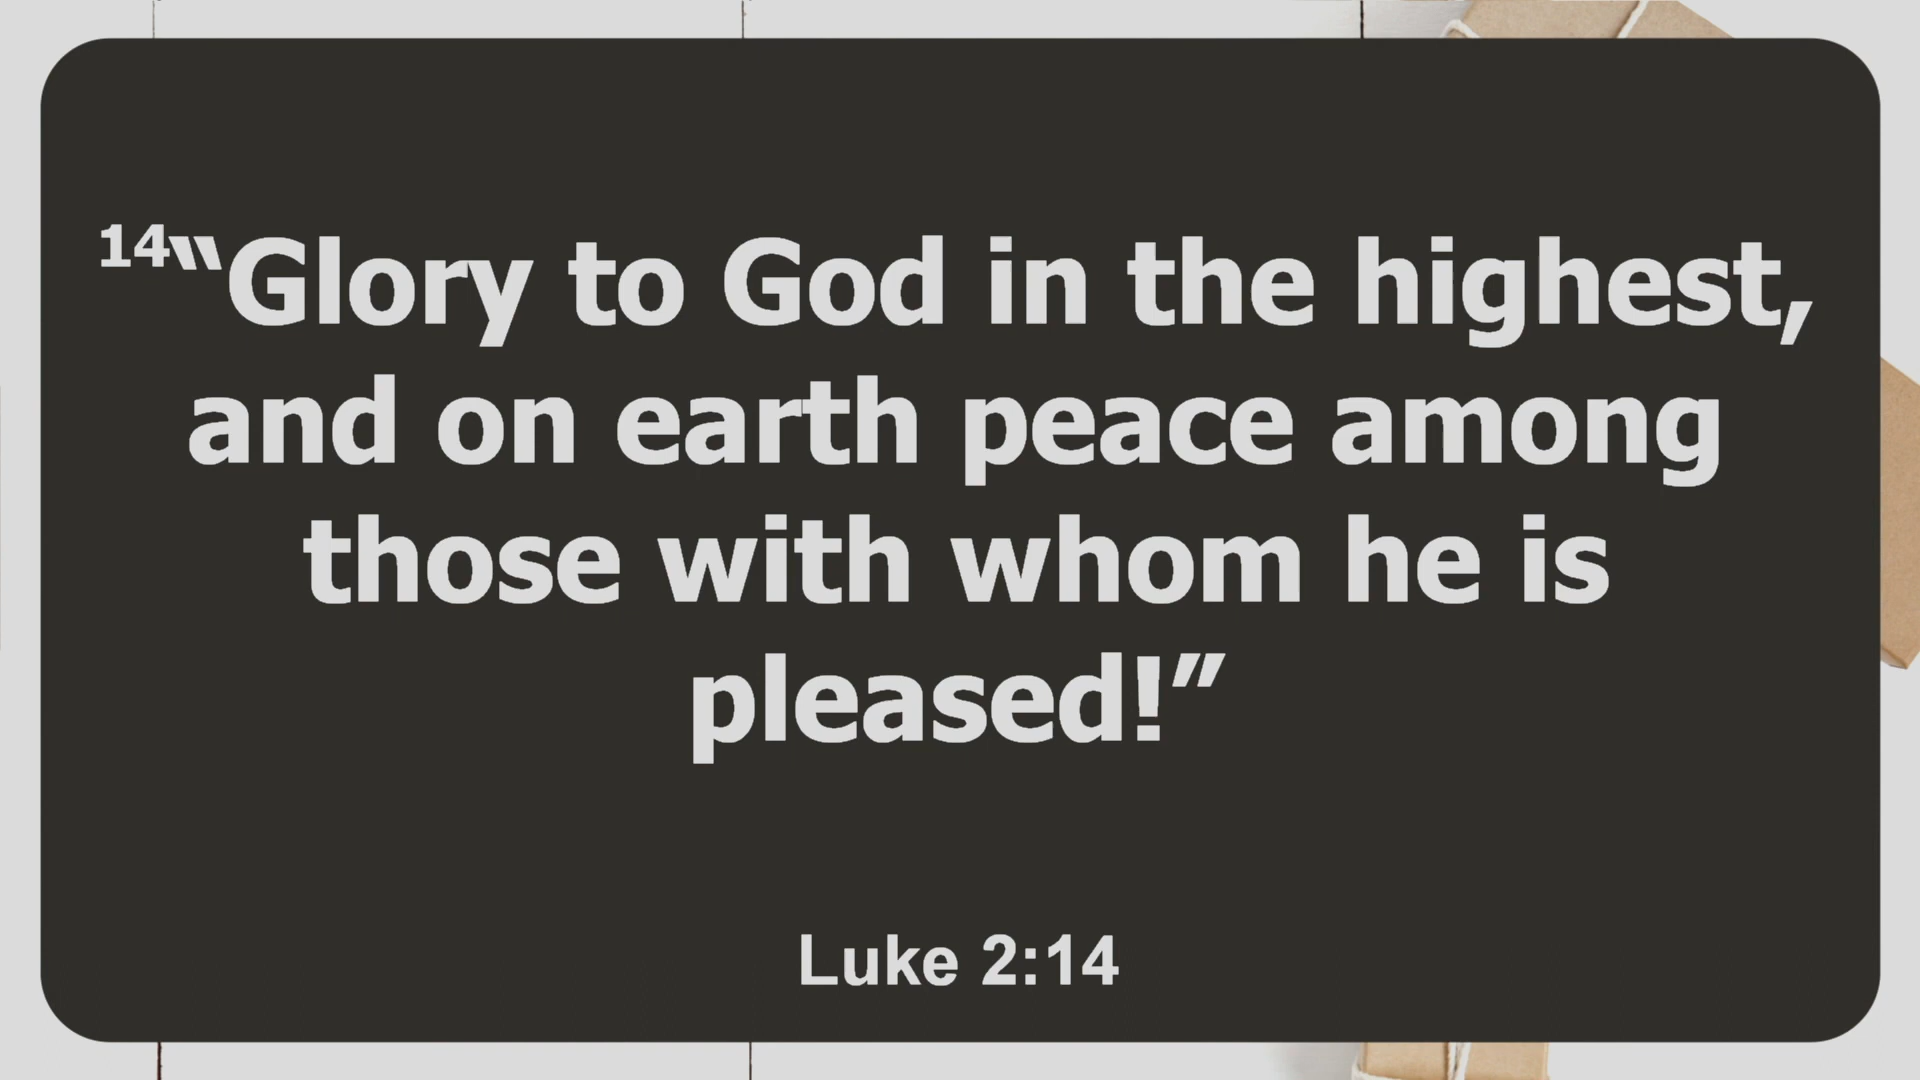 14“Glory to God in the highest,
and on earth peace among
those with whom he is
pleased!”
Luke 2:14